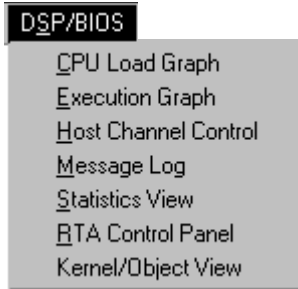 DSP/BIOS
CPU Load Graph
Execution Graph
Host Channel Control
Message Log
Statistics View
RTA Control Panel
Kernel/Object View